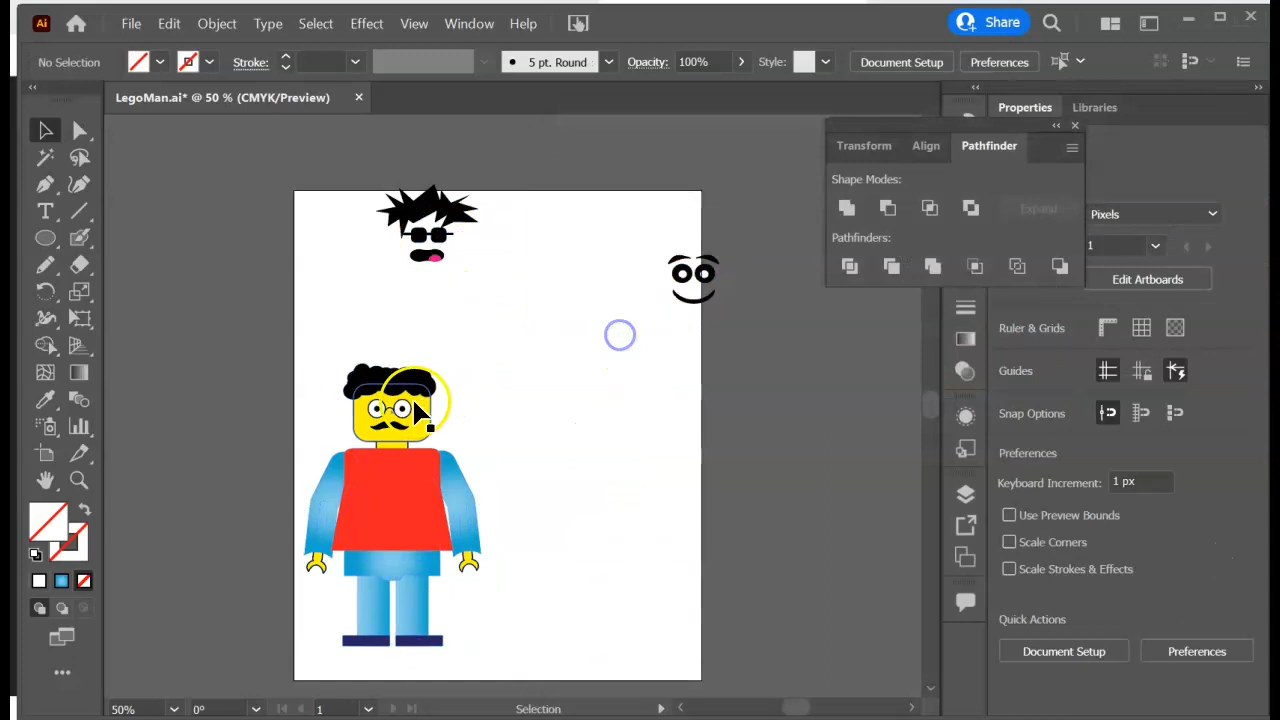 Ai File Edit Object Type Select Effect View Window Help Share
No Selection Stroke: 5 pt. Round Opacity: 100% Style: Document Setup Preferences
LegoMan.ai* @ 50 % (CMYK/Preview)
Properties Libraries
Transform Align Pathfinder
Shape Modes:
Expand
Pathfinders:
Pixels
1
Edit Artboards
Ruler & Grids
Guides
Snap Options
Preferences
Keyboard Increment: 1 px
Use Preview Bounds
Scale Corners
Scale Strokes & Effects
Quick Actions
Document Setup Preferences
50% 0° 1 Selection